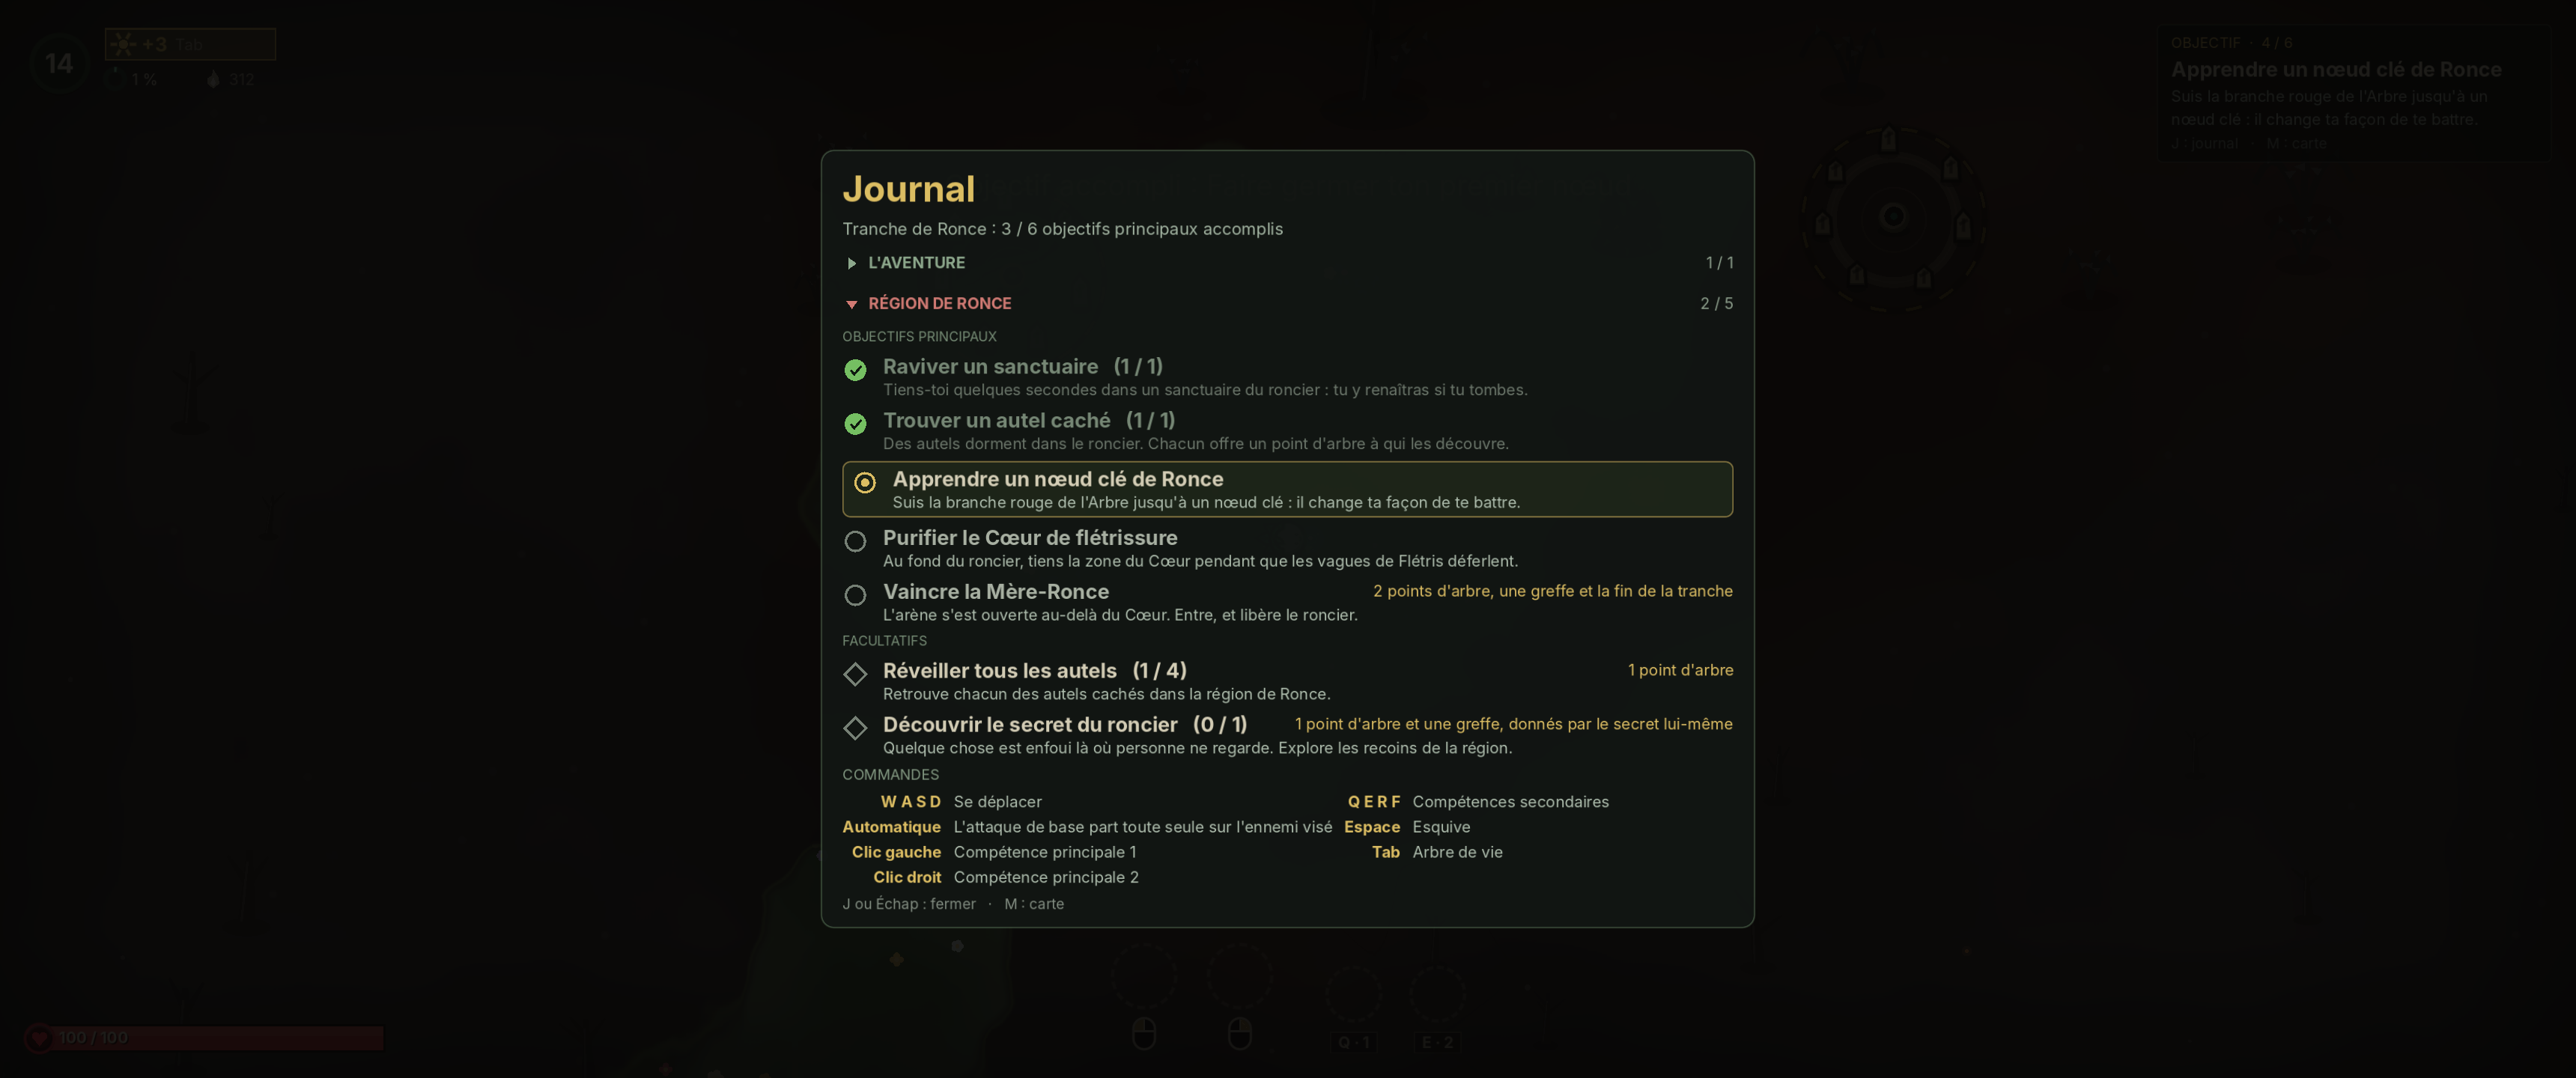 14
+3 Tab
1 %
312
OBJECTIF · 4 / 6
Apprendre un nœud clé de Ronce
Suis la branche rouge de l'Arbre jusqu'à un
nœud clé : il change ta façon de te battre.
J : journal · M : carte
Journal
Tranche de Ronce : 3 / 6 objectifs principaux accomplis
L'AVENTURE 1 / 1
RÉGION DE RONCE 2 / 5
OBJECTIFS PRINCIPAUX
Raviver un sanctuaire (1 / 1)
Tiens-toi quelques secondes dans un sanctuaire du roncier : tu y renaîtras si tu tombes.
Trouver un autel caché (1 / 1)
Des autels dorment dans le roncier. Chacun offre un point d'arbre à qui les découvre.
Apprendre un nœud clé de Ronce
Suis la branche rouge de l'Arbre jusqu'à un nœud clé : il change ta façon de te battre.
Purifier le Cœur de flétrissure
Au fond du roncier, tiens la zone du Cœur pendant que les vagues de Flétris déferlent.
Vaincre la Mère-Ronce 2 points d'arbre, une greffe et la fin de la tranche
L'arène s'est ouverte au-delà du Cœur. Entre, et libère le roncier.
FACULTATIFS
Réveiller tous les autels (1 / 4) 1 point d'arbre
Retrouve chacun des autels cachés dans la région de Ronce.
Découvrir le secret du roncier (0 / 1) 1 point d'arbre et une greffe, donnés par le secret lui-même
Quelque chose est enfoui là où personne ne regarde. Explore les recoins de la région.
COMMANDES
W A S D Se déplacer Q E R F Compétences secondaires
Automatique L'attaque de base part toute seule sur l'ennemi visé Espace Esquive
Clic gauche Compétence principale 1 Tab Arbre de vie
Clic droit Compétence principale 2
J ou Échap : fermer · M : carte
100 / 100
Q · 1
E · 2